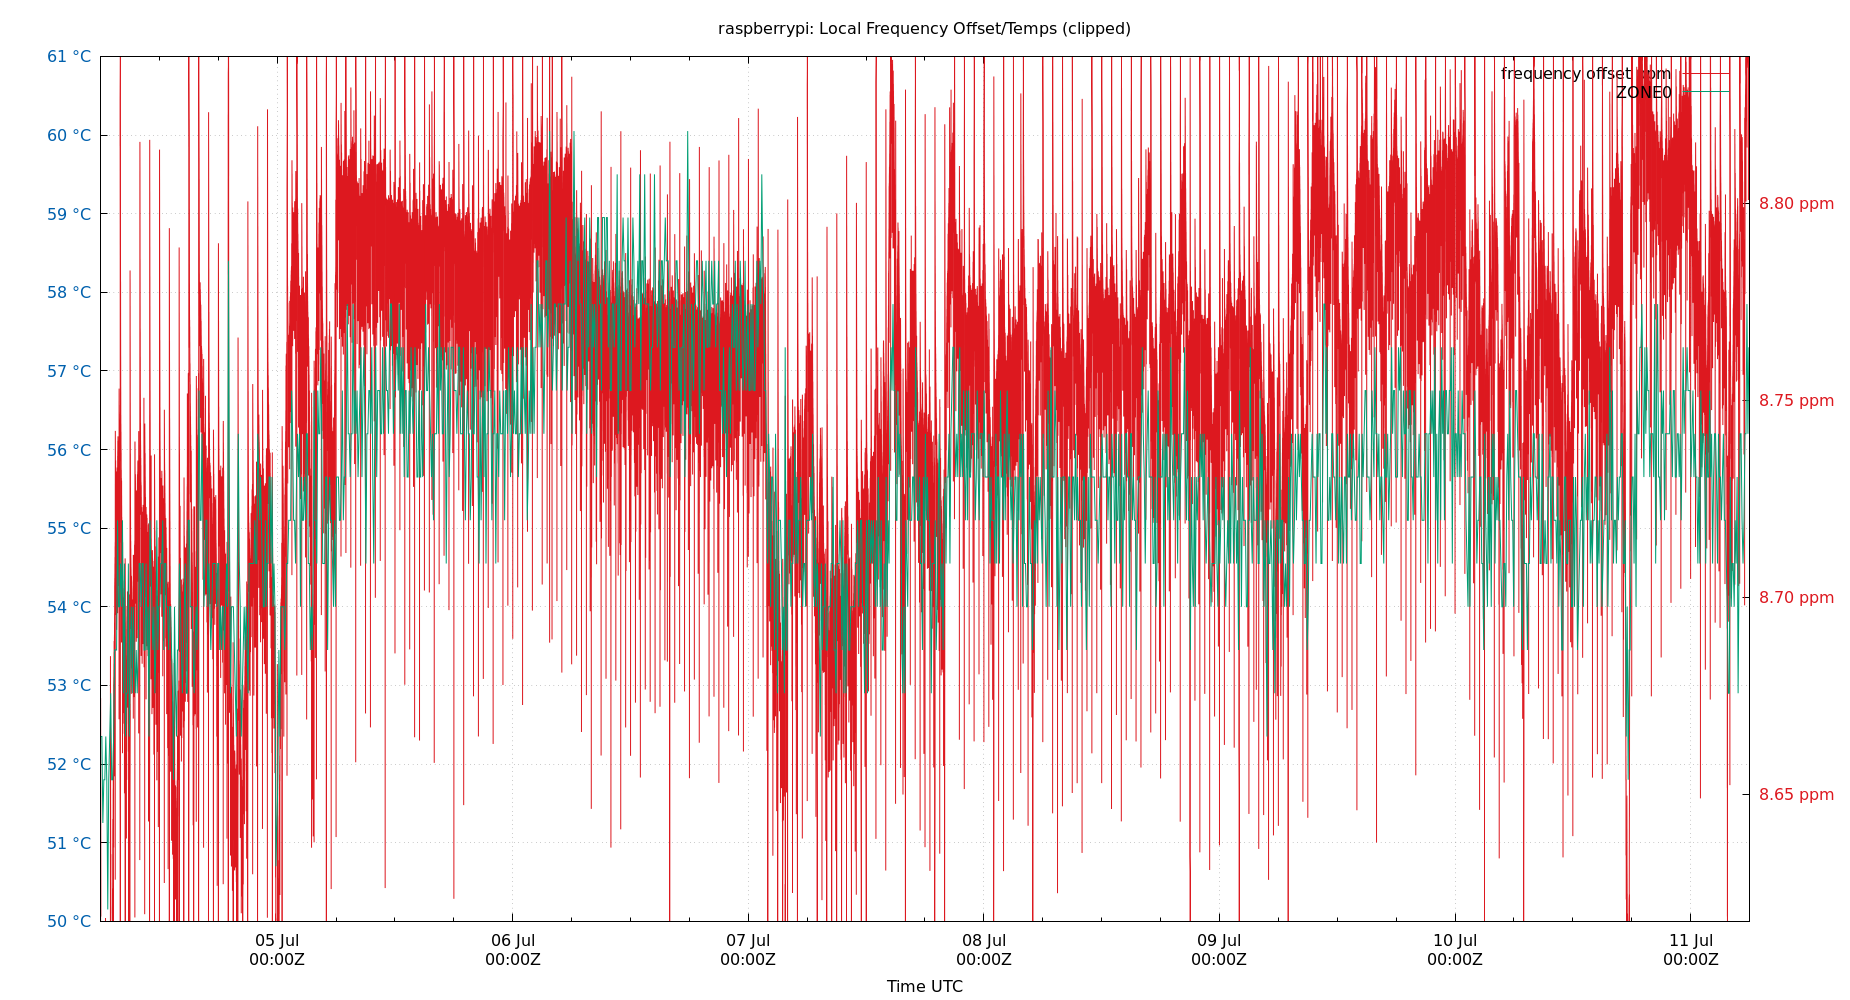 raspberrypi: Local Frequency Offset/Temps (clipped)
61 °C
60 °C
59 °C
58 °C
57 °C
56 °C
55 °C
54 °C
53 °C
52 °C
51 °C
50 °C
frequency offset ppm
ZONE0
8.80 ppm
8.75 ppm
8.70 ppm
8.65 ppm
05 Jul
00:00Z
06 Jul
00:00Z
07 Jul
00:00Z
08 Jul
00:00Z
09 Jul
00:00Z
10 Jul
00:00Z
11 Jul
00:00Z
Time UTC